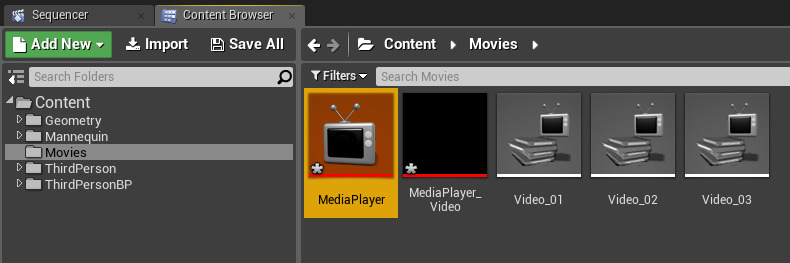 Sequencer
Content Browser
Add New
Import
Save All
Content
Movies
Search Folders
Filters
Search Movies
Content
Geometry
Mannequin
Movies
ThirdPerson
ThirdPersonBP
MediaPlayer
MediaPlayer_
Video
Video_01
Video_02
Video_03